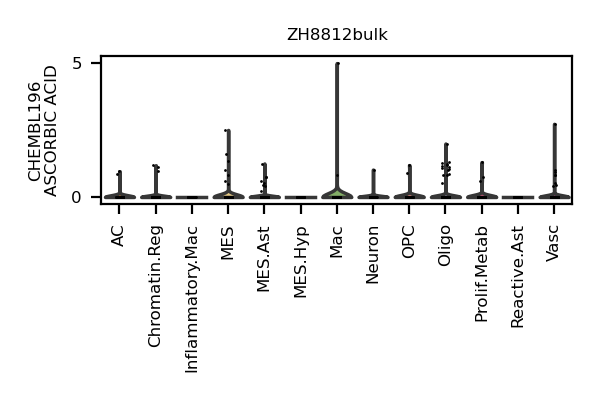 ZH8812bulk
CHEMBL196
ASCORBIC ACID
5
0
AC
Chromatin.Reg
Inflammatory.Mac
MES
MES.Ast
MES.Hyp
Mac
Neuron
OPC
Oligo
Prolif.Metab
Reactive.Ast
Vasc